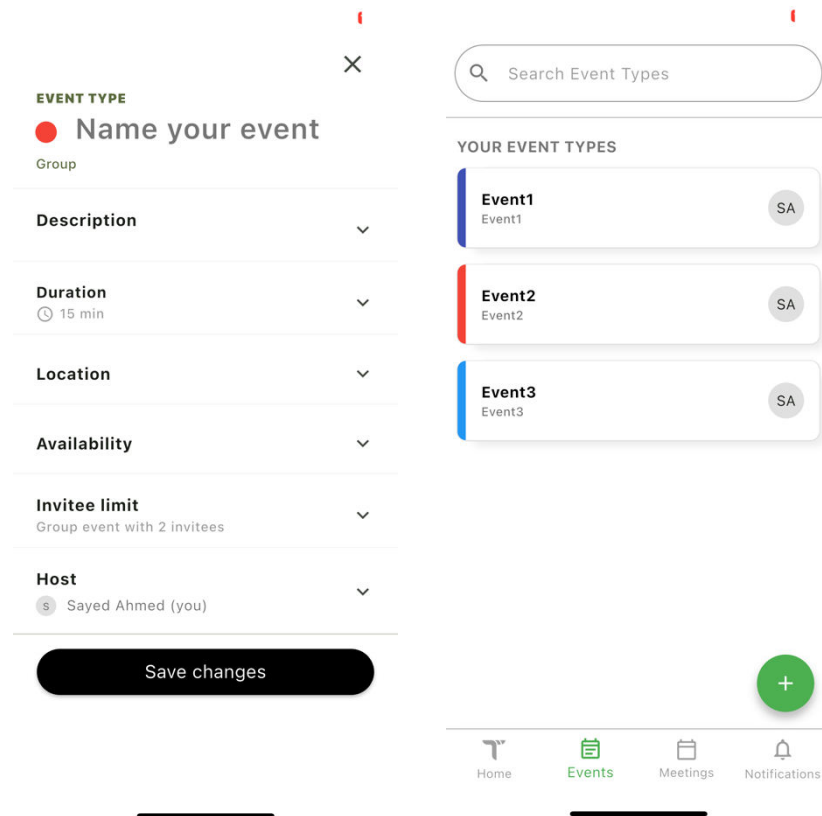 EVENT TYPE
Name your event
Group
Description
Duration
15 min
Location
Availability
Invitee limit
Group event with 2 invitees
Host
S Sayed Ahmed (you)
Save changes
Search Event Types
YOUR EVENT TYPES
Event1
Event1
SA
Event2
Event2
SA
Event3
Event3
SA
Home Events Meetings Notifications